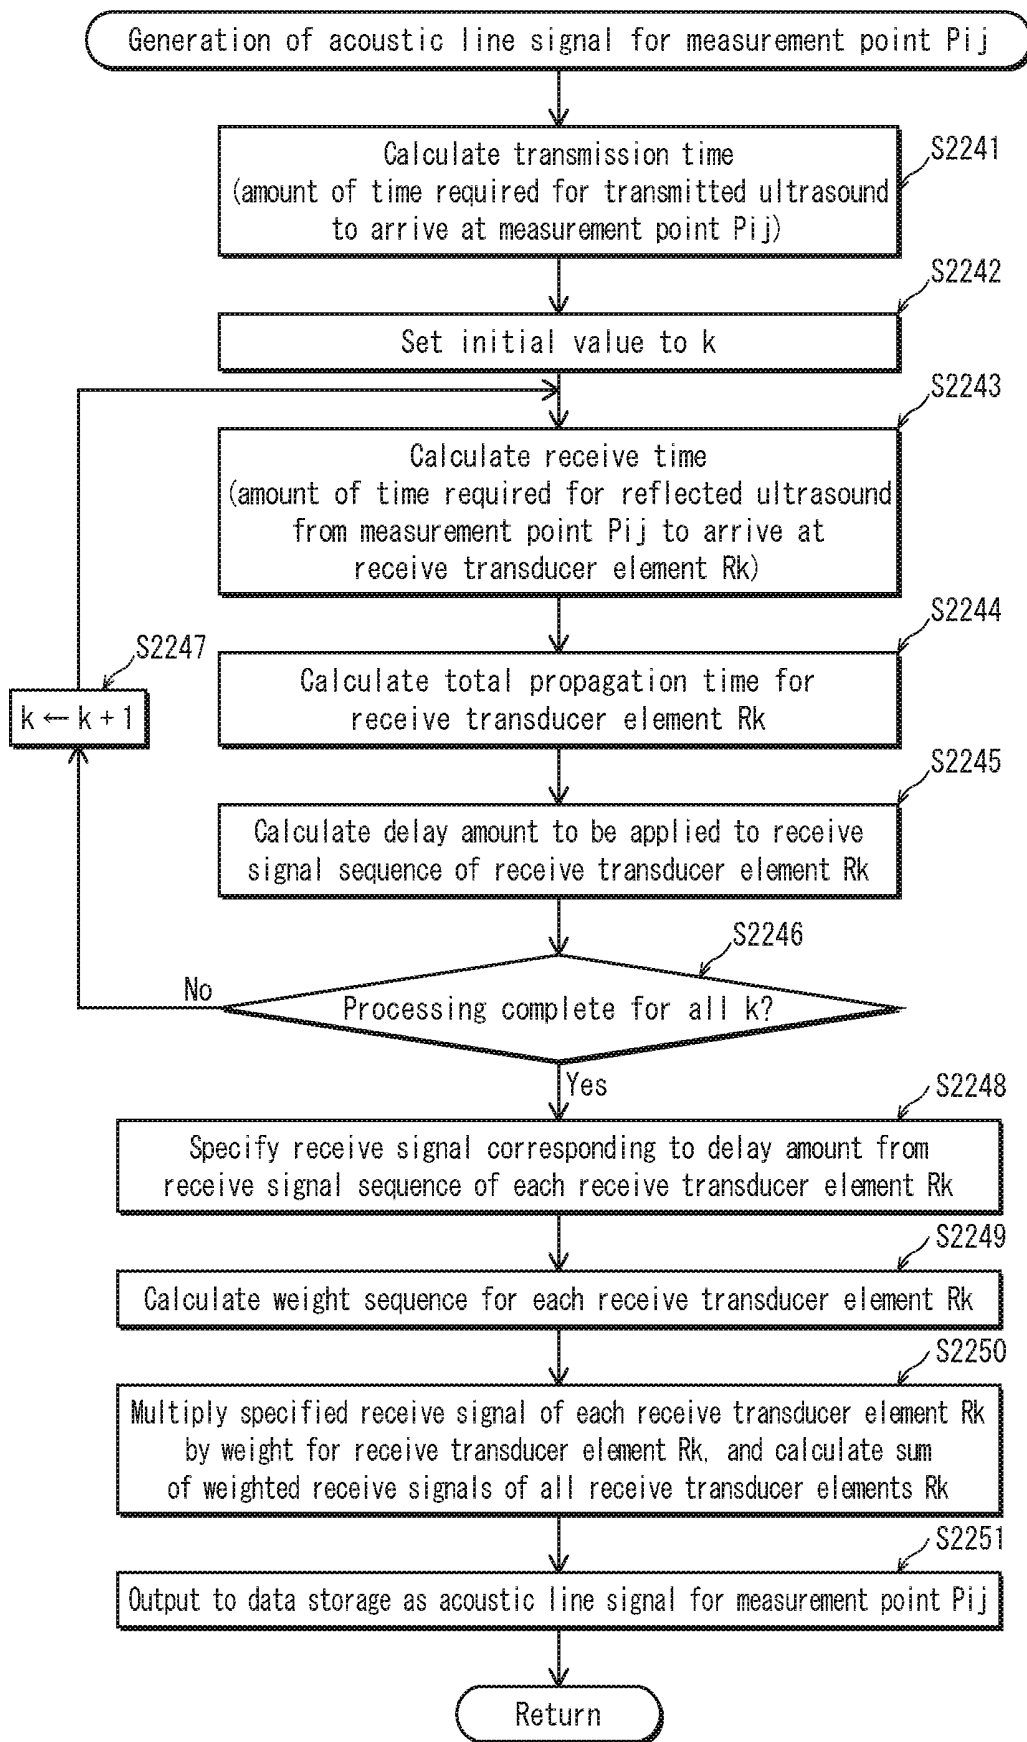 Generation of acoustic line signal for measurement point Pij
S2241
Calculate transmission time
(amount of time required for transmitted ultrasound
to arrive at measurement point Pij)
S2242
Set initial value to k
S2243
Calculate receive time
(amount of time required for reflected ultrasound
from measurement point Pij to arrive at
receive transducer element Rk)
S2244
Calculate total propagation time for
receive transducer element Rk
S2247
k ← k + 1
S2245
Calculate delay amount to be applied to receive
signal sequence of receive transducer element Rk
S2246
No
Processing complete for all k?
Yes
S2248
Specify receive signal corresponding to delay amount from
receive signal sequence of each receive transducer element Rk
S2249
Calculate weight sequence for each receive transducer element Rk
S2250
Multiply specified receive signal of each receive transducer element Rk
by weight for receive transducer element Rk, and calculate sum
of weighted receive signals of all receive transducer elements Rk
S2251
Output to data storage as acoustic line signal for measurement point Pij
Return